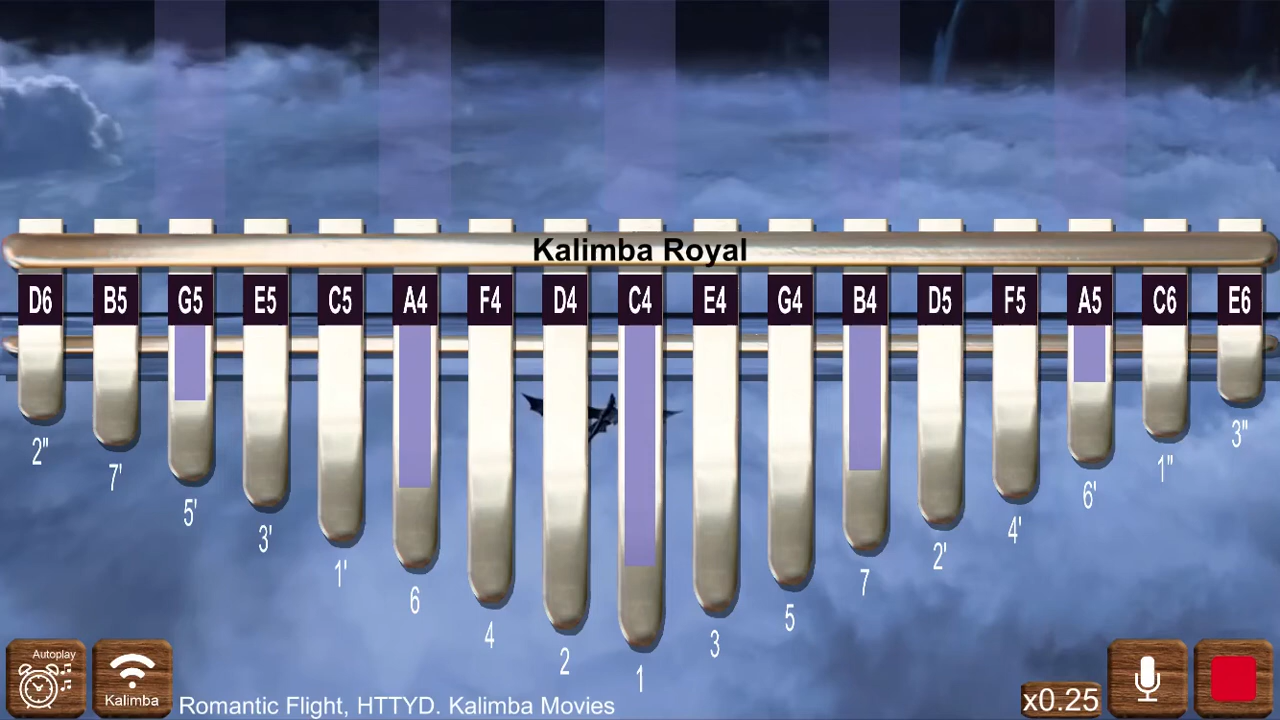 Kalimba Royal
D6 B5 G5 E5 C5 A4 F4 D4 C4 E4 G4 B4 D5 F5 A5 C6 E6
2" 7' 5' 3' 1' 6 4 2 1 3 5 7 2' 4' 6' 1" 3"
Autoplay
Kalimba
Romantic Flight, HTTYD. Kalimba Movies
x0.25